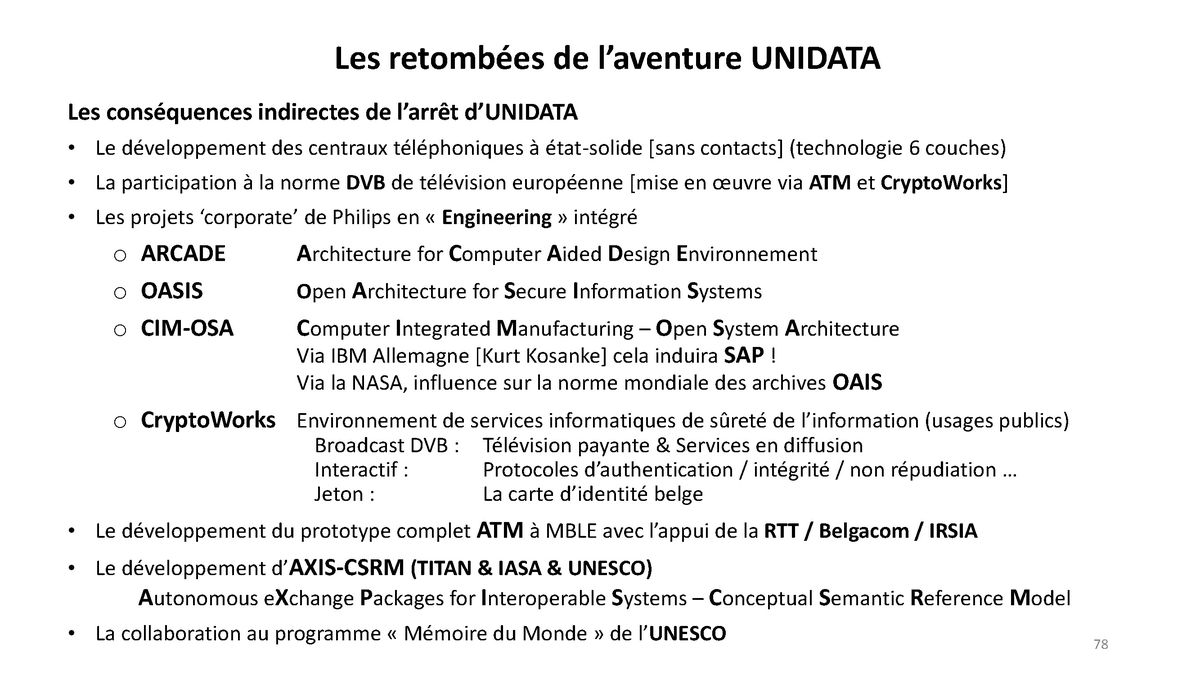 Les retombées de l’aventure UNIDATA
Les conséquences indirectes de l’arrêt d’UNIDATA
• Le développement des centraux téléphoniques à état-solide [sans contacts] (technologie 6 couches)
• La participation à la norme DVB de télévision européenne [mise en œuvre via ATM et CryptoWorks]
• Les projets ‘corporate’ de Philips en « Engineering » intégré
o ARCADE Architecture for Computer Aided Design Environnement
o OASIS Open Architecture for Secure Information Systems
o CIM-OSA Computer Integrated Manufacturing – Open System Architecture
Via IBM Allemagne [Kurt Kosanke] cela induira SAP !
Via la NASA, influence sur la norme mondiale des archives OAIS
o CryptoWorks Environnement de services informatiques de sûreté de l’information (usages publics)
Broadcast DVB : Télévision payante & Services en diffusion
Interactif : Protocoles d’authentification / intégrité / non répudiation …
Jeton : La carte d’identité belge
• Le développement du prototype complet ATM à MBLE avec l’appui de la RTT / Belgacom / IRSIA
• Le développement d’AXIS-CSRM (TITAN & IASA & UNESCO)
Autonomous eXchange Packages for Interoperable Systems – Conceptual Semantic Reference Model
• La collaboration au programme « Mémoire du Monde » de l’UNESCO
78